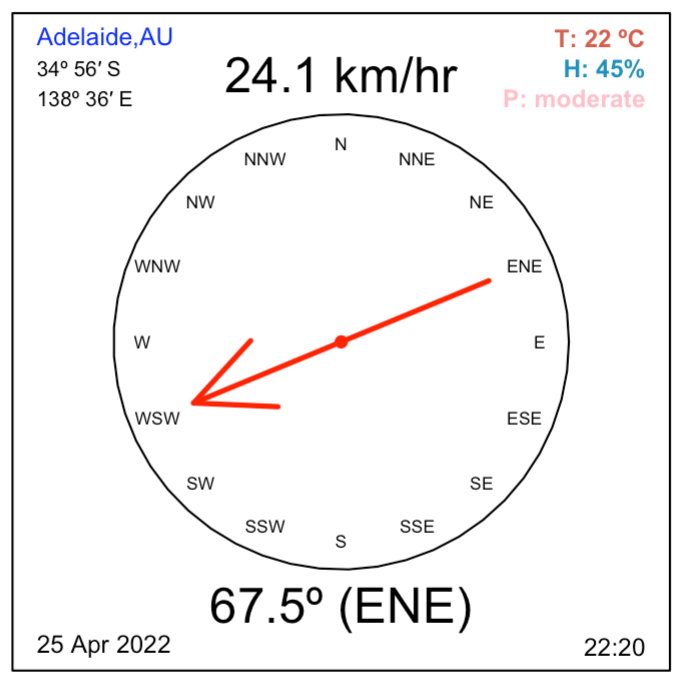 Adelaide,AU
34º 56′ S
138º 36′ E
24.1 km/hr
T: 22 ºC
H: 45%
P: moderate
N
NNW
NNE
NW
NE
WNW
ENE
W
E
WSW
ESE
SW
SE
SSW
SSE
S
67.5º (ENE)
25 Apr 2022
22:20